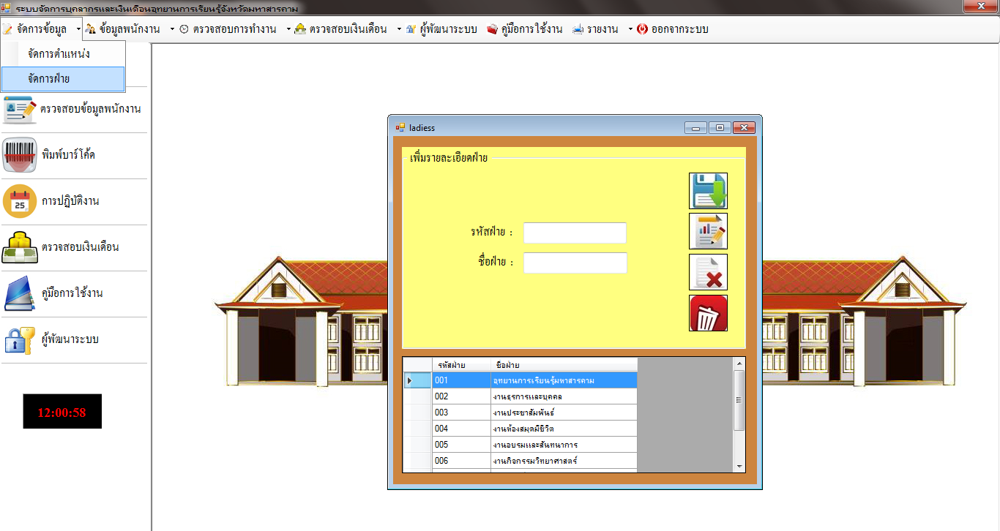 ระบบจัดการบุคลากรและเงินเดือนอุทยานการเรียนรู้จังหวัดมหาสารคาม
จัดการข้อมูล ข้อมูลพนักงาน ตรวจสอบการทำงาน ตรวจสอบเงินเดือน ผู้พัฒนาระบบ คู่มือการใช้งาน รายงาน ออกจากระบบ
จัดการตำแหน่ง
จัดการฝ่าย
ตรวจสอบข้อมูลพนักงาน
พิมพ์บาร์โค้ด
25
การปฏิบัติงาน
ตรวจสอบเงินเดือน
คู่มือการใช้งาน
ผู้พัฒนาระบบ
12:00:58
ladiess
เพิ่มรายละเอียดฝ่าย
รหัสฝ่าย :
ชื่อฝ่าย :
รหัสฝ่าย ชื่อฝ่าย
001 อุทยานการเรียนรู้มหาสารคาม
002 งานธุรการและบุคคล
003 งานประชาสัมพันธ์
004 งานห้องสมุดมีชีวิต
005 งานอบรมและสันทนาการ
006 งานกิจกรรมวิทยาศาสตร์